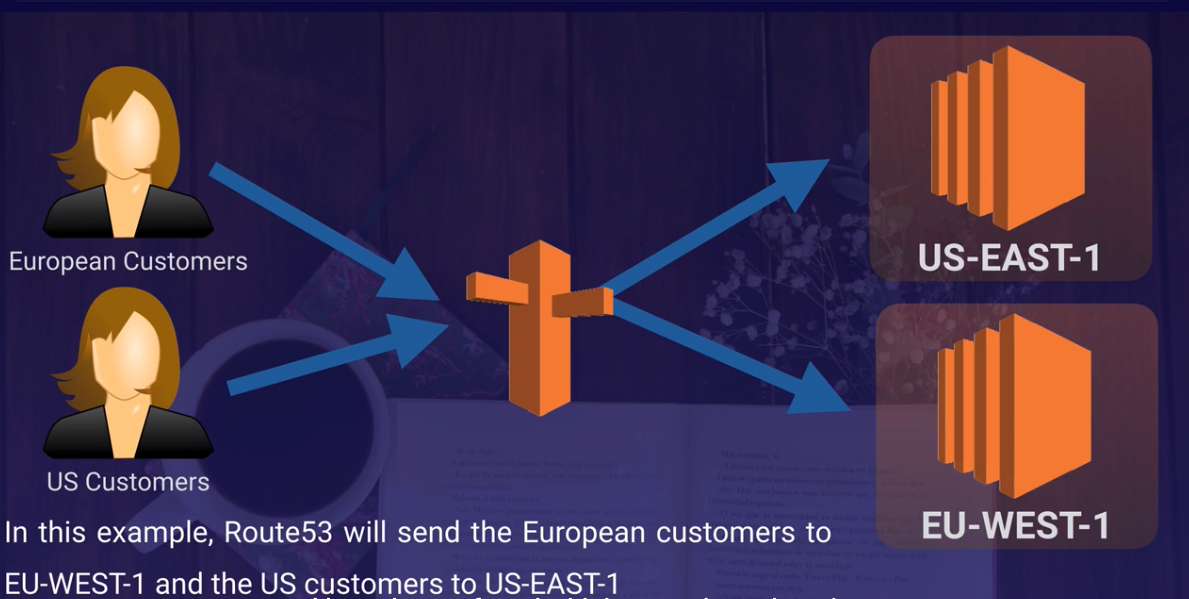 European Customers
US-EAST-1
US Customers
EU-WEST-1
In this example, Route53 will send the European customers to
EU-WEST-1 and the US customers to US-EAST-1